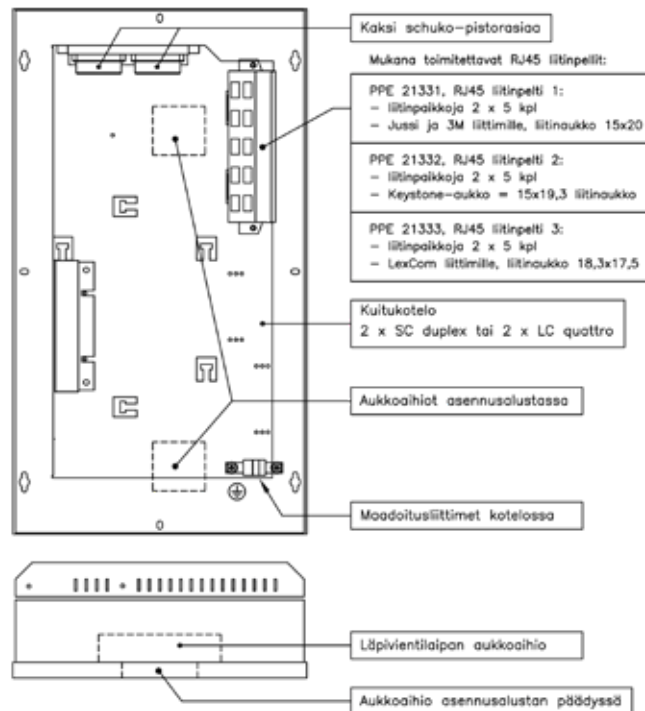 Kaksi schuko-pistorasiaa
Mukana toimitettavat RJ45 liitinpellit:
PPE 21331, RJ45 liitinpelti 1:
- liitinpaikkoja 2 x 5 kpl
- Jussi ja 3M liittimille, liitinaukko 15x20
PPE 21332, RJ45 liitinpelti 2:
- liitinpaikkoja 2 x 5 kpl
- Keystone-aukko = 15x19,3 liitinaukko
PPE 21333, RJ45 liitinpelti 3:
- liitinpaikkoja 2 x 5 kpl
- LexCom liittimille, liitinaukko 18,3x17,5
Kuitukotelo
2 x SC duplex tai 2 x LC quattro
Aukkoaihiot asennusalustassa
Maadoitusliittimet kotelossa
Läpivientilaipan aukkoaihio
Aukkoaihio asennusalustan päädyssä